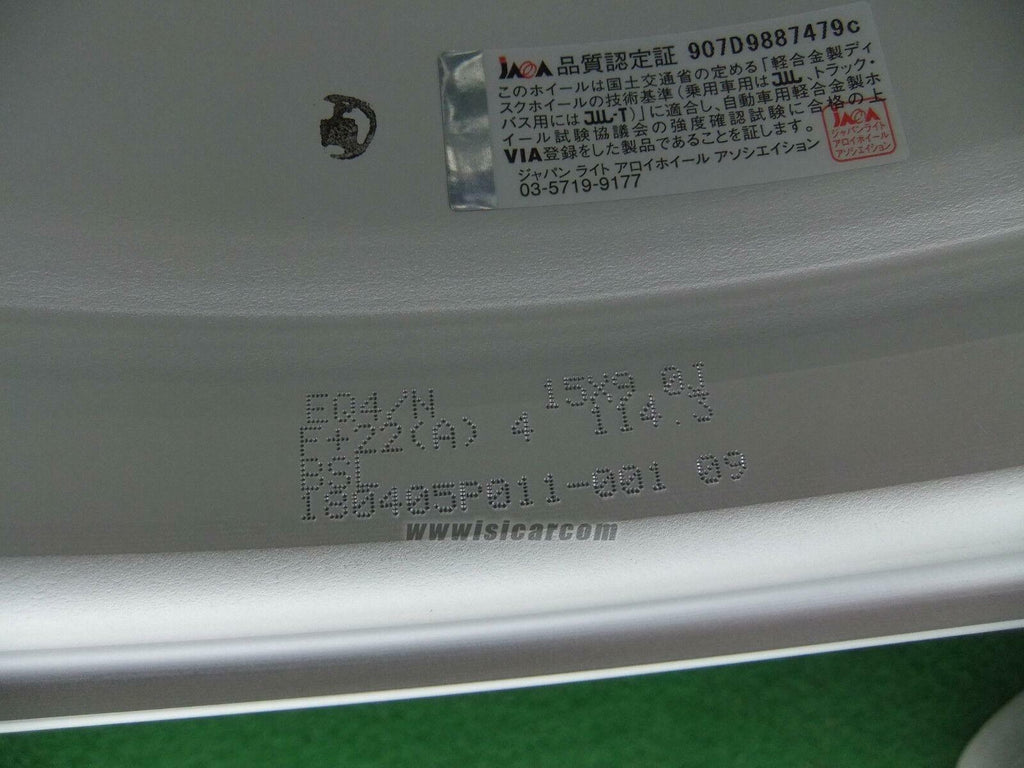 JAWA 品質認定証 907D9887479c
このホイールは国土交通省の定める「軽合金製ディ
スクホイールの技術基準(乗用車用はJWL、トラック・
バス用にはJWL-T)」に適合し、自動車用軽合金製ホ
イール試験協議会の強度確認試験に合格の上
VIA登録をした製品であることを証します。
ジャパン ライト アロイホイール アソシエイション
03-5719-9177
JAWA
ジャパンライト
アロイホイール
アソシエイション
EQ4/N 15X9.0J
F+22(A) 4 114.3
BSL
180405P011-001 09
wwwisicarcom